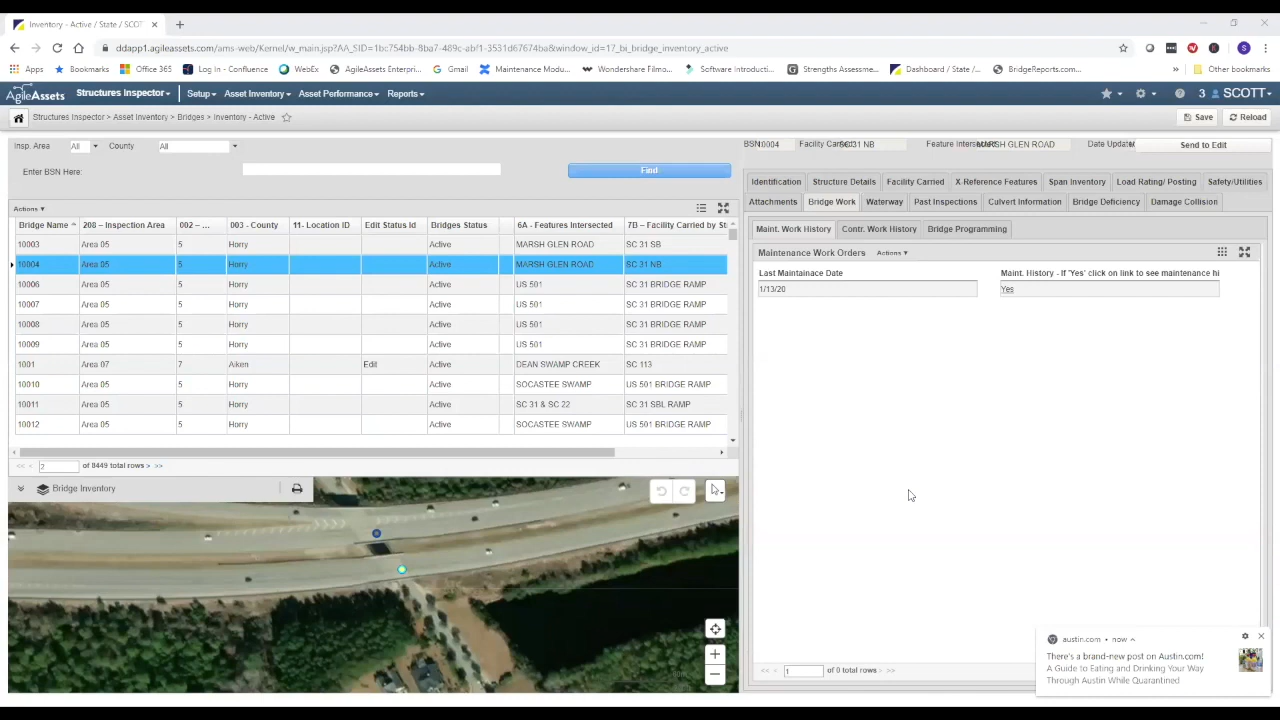 Inventory - Active / State / SCOT
ddapp1.agileassets.com/ams-web/Kernel/w_main.jsp?AA_SID=1bc754bb-8ba7-489c-abf1-3531d67674ba&window_id=17_bi_bridge_inventory_active
S
Apps Bookmarks Office 365 Log In - Confluence WebEx AgileAssets Enterpri... Gmail Maintenance Modu... Wondershare Filmo... Software Introducti... Strengths Assessme... Dashboard / State /... BridgeReports.com... » Other bookmarks
AgileAssets Structures Inspector Setup Asset Inventory Asset Performance Reports 3 SCOTT
Structures Inspector > Asset Inventory > Bridges > Inventory - Active Save Reload
Insp. Area All County All
Enter BSN Here: Find
Actions
Bridge Name 208 – Inspection Area 002 – ... 003 - County 11- Location ID Edit Status Id Bridges Status 6A - Features Intersected 7B – Facility Carried by St
10003 Area 05 5 Horry Active MARSH GLEN ROAD SC 31 SB
10004 Area 05 5 Horry Active MARSH GLEN ROAD SC 31 NB
10006 Area 05 5 Horry Active US 501 SC 31 BRIDGE RAMP
10007 Area 05 5 Horry Active US 501 SC 31 BRIDGE RAMP
10008 Area 05 5 Horry Active US 501 SC 31 BRIDGE RAMP
10009 Area 05 5 Horry Active US 501 SC 31 BRIDGE RAMP
1001 Area 07 7 Aiken Edit Active DEAN SWAMP CREEK SC 113
10010 Area 05 5 Horry Active SOCASTEE SWAMP US 501 BRIDGE RAMP
10011 Area 05 5 Horry Active SC 31 & SC 22 SC 31 SBL RAMP
10012 Area 05 5 Horry Active SOCASTEE SWAMP US 501 BRIDGE RAMP
2 of 8449 total rows > >>
Bridge Inventory
BSN 10004 Facility Carried SC 31 NB Feature Intersected MARSH GLEN ROAD Date Update Send to Edit
Identification Structure Details Facility Carried X-Reference Features Span Inventory Load Rating/ Posting Safety/Utilities
Attachments Bridge Work Waterway Past Inspections Culvert Information Bridge Deficiency Damage Collision
Maint. Work History Contr. Work History Bridge Programming
Maintenance Work Orders Actions
Last Maintainace Date Maint. History - If 'Yes' click on link to see maintenance hi
1/13/20 Yes
1 of 0 total rows > >>
austin.com • now
There's a brand-new post on Austin.com!
A Guide to Eating and Drinking Your Way
Through Austin While Quarantined